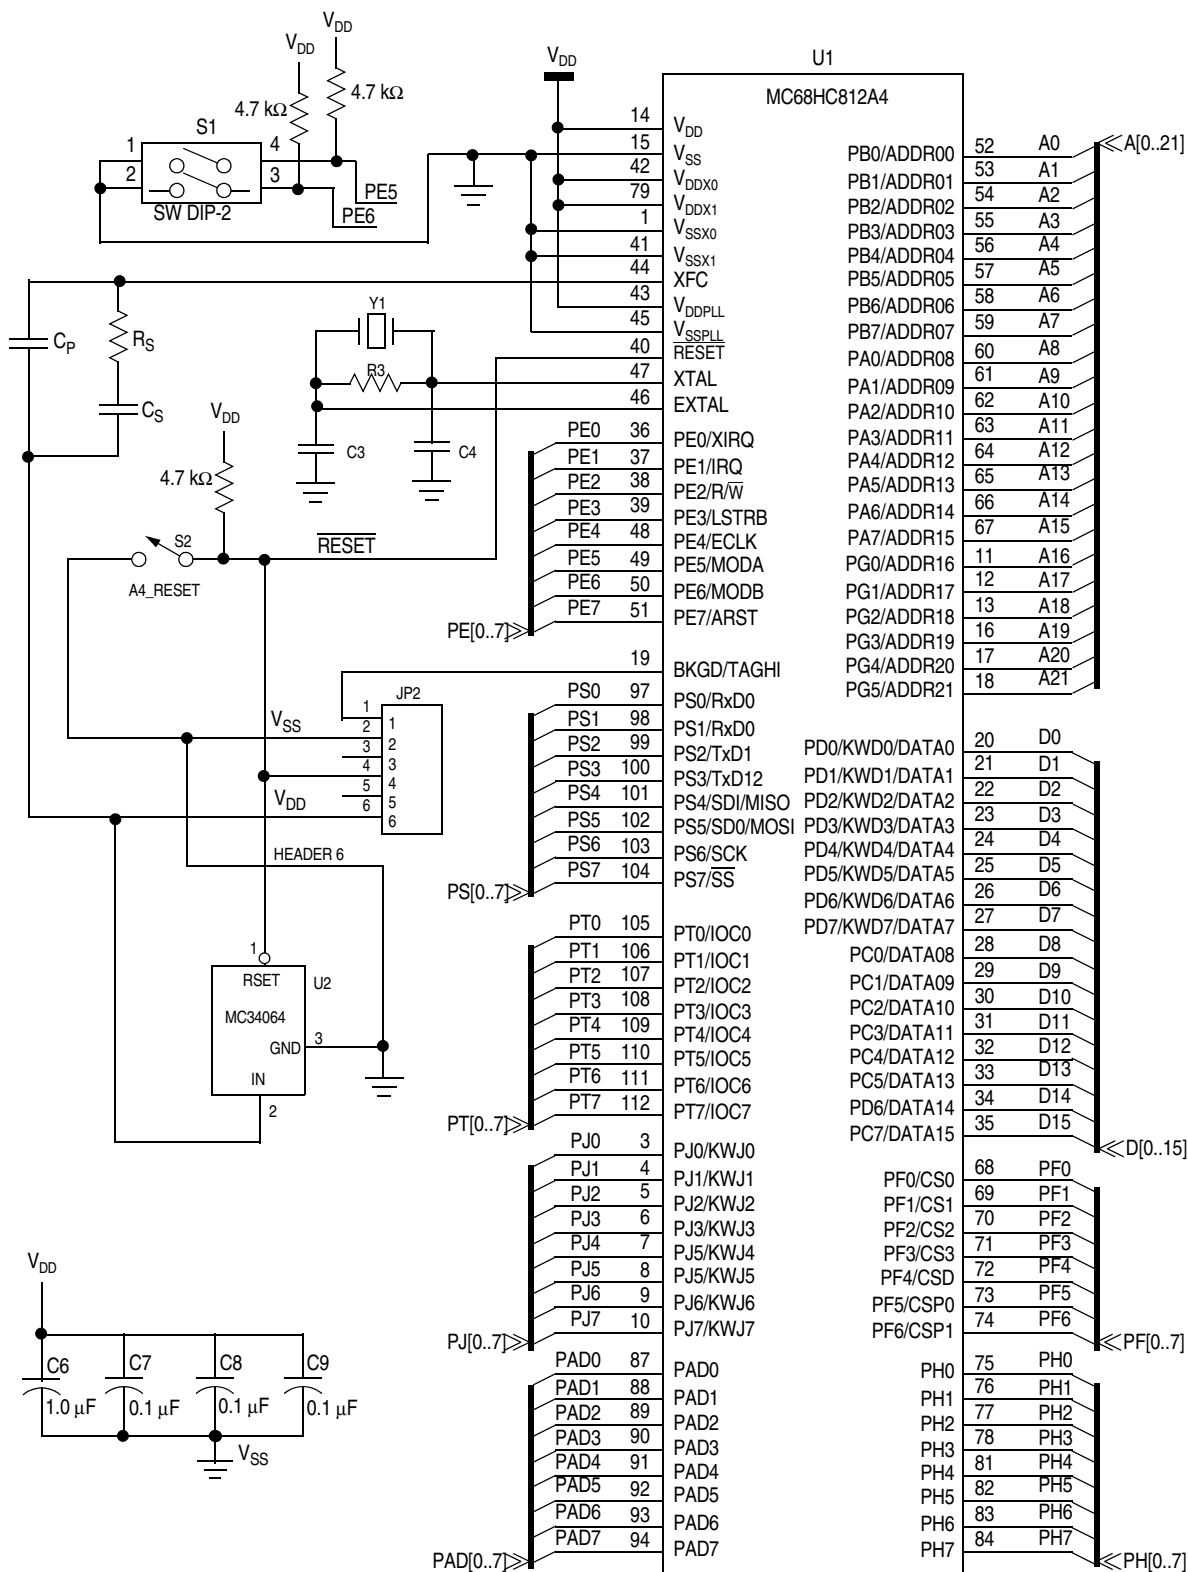 V_DD
V_DD
4.7 kΩ
4.7 kΩ
S1
1
2
4
3
SW DIP-2
PE5
PE6
V_DD
U1
MC68HC812A4
14 V_DD
15 V_SS
42 V_DDX0
79 V_DDX1
1 V_SSX0
41 V_SSX1
44 XFC
43 V_DDPLL
45 V_SSPLL
40 R̅E̅S̅E̅T̅
47 XTAL
46 EXTAL
C_P
R_S
C_S
Y1
R3
C3
C4
V_DD
4.7 kΩ
S2
A4_RESET
R̅E̅S̅E̅T̅
PE0 36 PE0/XIRQ
PE1 37 PE1/IRQ
PE2 38 PE2/R/W̅
PE3 39 PE3/LSTRB
PE4 48 PE4/ECLK
PE5 49 PE5/MODA
PE6 50 PE6/MODB
PE7 51 PE7/ARST
PE[0..7]
19 BKGD/TAGHI
JP2
1 1
2 2
3 3
4 4
5 5
6 6
V_SS
V_DD
HEADER 6
PS0 97 PS0/RxD0
PS1 98 PS1/RxD0
PS2 99 PS2/TxD1
PS3 100 PS3/TxD12
PS4 101 PS4/SDI/MISO
PS5 102 PS5/SD0/MOSI
PS6 103 PS6/SCK
PS7 104 PS7/S̅S̅
PS[0..7]
1
RSET
U2
MC34064
GND 3
IN
2
PT0 105 PT0/IOC0
PT1 106 PT1/IOC1
PT2 107 PT2/IOC2
PT3 108 PT3/IOC3
PT4 109 PT4/IOC4
PT5 110 PT5/IOC5
PT6 111 PT6/IOC6
PT7 112 PT7/IOC7
PT[0..7]
PJ0 3 PJ0/KWJ0
PJ1 4 PJ1/KWJ1
PJ2 5 PJ2/KWJ2
PJ3 6 PJ3/KWJ3
PJ4 7 PJ5/KWJ4
PJ5 8 PJ5/KWJ5
PJ6 9 PJ6/KWJ6
PJ7 10 PJ7/KWJ7
PJ[0..7]
PAD0 87 PAD0
PAD1 88 PAD1
PAD2 89 PAD2
PAD3 90 PAD3
PAD4 91 PAD4
PAD5 92 PAD5
PAD6 93 PAD6
PAD7 94 PAD7
PAD[0..7]
V_DD
C6 1.0 µF
C7 0.1 µF
C8 0.1 µF
C9 0.1 µF
V_SS
PB0/ADDR00 52 A0
A[0..21]
PB1/ADDR01 53 A1
PB2/ADDR02 54 A2
PB3/ADDR03 55 A3
PB4/ADDR04 56 A4
PB5/ADDR05 57 A5
PB6/ADDR06 58 A6
PB7/ADDR07 59 A7
PA0/ADDR08 60 A8
PA1/ADDR09 61 A9
PA2/ADDR10 62 A10
PA3/ADDR11 63 A11
PA4/ADDR12 64 A12
PA5/ADDR13 65 A13
PA6/ADDR14 66 A14
PA7/ADDR15 67 A15
PG0/ADDR16 11 A16
PG1/ADDR17 12 A17
PG2/ADDR18 13 A18
PG3/ADDR19 16 A19
PG4/ADDR20 17 A20
PG5/ADDR21 18 A21
PD0/KWD0/DATA0 20 D0
PD1/KWD1/DATA1 21 D1
PD2/KWD2/DATA2 22 D2
PD3/KWD3/DATA3 23 D3
PD4/KWD4/DATA4 24 D4
PD5/KWD5/DATA5 25 D5
PD6/KWD6/DATA6 26 D6
PD7/KWD7/DATA7 27 D7
PC0/DATA08 28 D8
PC1/DATA09 29 D9
PC2/DATA10 30 D10
PC3/DATA11 31 D11
PC4/DATA12 32 D12
PC5/DATA13 33 D13
PD6/DATA14 34 D14
PC7/DATA15 35 D15
D[0..15]
PF0/CS0 68 PF0
PF1/CS1 69 PF1
PF2/CS2 70 PF2
PF3/CS3 71 PF3
PF4/CSD 72 PF4
PF5/CSP0 73 PF5
PF6/CSP1 74 PF6
PF[0..7]
PH0 75 PH0
PH1 76 PH1
PH2 77 PH2
PH3 78 PH3
PH4 81 PH4
PH5 82 PH5
PH6 83 PH6
PH7 84 PH7
PH[0..7]